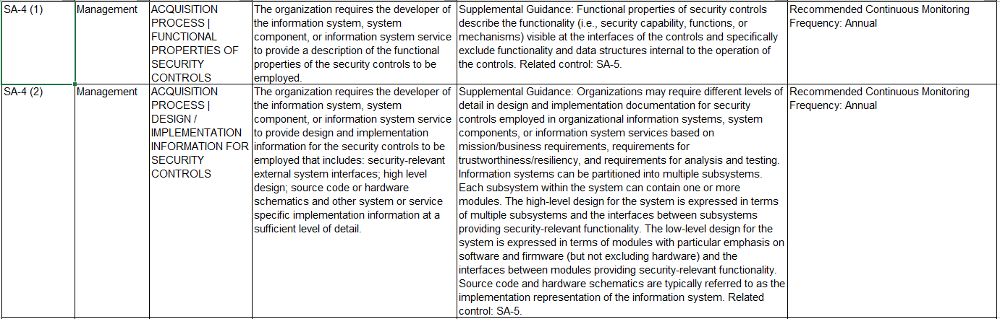 SA-4 (1)
Management
ACQUISITION
PROCESS |
FUNCTIONAL
PROPERTIES OF
SECURITY
CONTROLS
The organization requires the developer of
the information system, system
component, or information system service
to provide a description of the functional
properties of the security controls to be
employed.
Supplemental Guidance: Functional properties of security controls
describe the functionality (i.e., security capability, functions, or
mechanisms) visible at the interfaces of the controls and specifically
exclude functionality and data structures internal to the operation of
the controls. Related control: SA-5.
Recommended Continuous Monitoring
Frequency: Annual
SA-4 (2)
Management
ACQUISITION
PROCESS |
DESIGN /
IMPLEMENTATION
INFORMATION FOR
SECURITY
CONTROLS
The organization requires the developer of
the information system, system
component, or information system service
to provide design and implementation
information for the security controls to be
employed that includes: security-relevant
external system interfaces; high level
design; source code or hardware
schematics and other system or service
specific implementation information at a
sufficient level of detail.
Supplemental Guidance: Organizations may require different levels of
detail in design and implementation documentation for security
controls employed in organizational information systems, system
components, or information system services based on
mission/business requirements, requirements for
trustworthiness/resiliency, and requirements for analysis and testing.
Information systems can be partitioned into multiple subsystems.
Each subsystem within the system can contain one or more
modules. The high-level design for the system is expressed in terms
of multiple subsystems and the interfaces between subsystems
providing security-relevant functionality. The low-level design for the
system is expressed in terms of modules with particular emphasis on
software and firmware (but not excluding hardware) and the
interfaces between modules providing security-relevant functionality.
Source code and hardware schematics are typically referred to as the
implementation representation of the information system. Related
control: SA-5.
Recommended Continuous Monitoring
Frequency: Annual